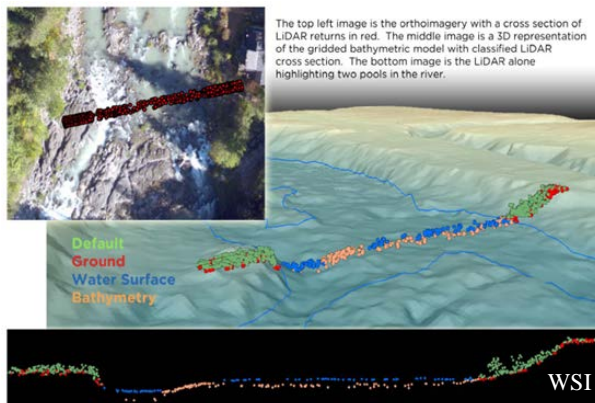 The top left image is the orthoimagery with a cross section of
LiDAR returns in red. The middle image is a 3D representation
of the gridded bathymetric model with classified LiDAR
cross section. The bottom image is the LiDAR alone
highlighting two pools in the river.
Default
Ground
Water Surface
Bathymetry
WSI